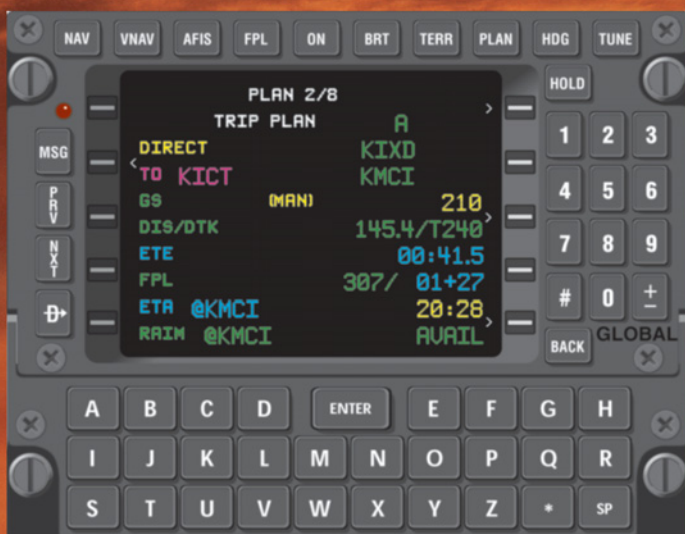 NAV VNAV AFIS FPL ON BRT TERR PLAN HDG TUNE
PLAN 2/8
TRIP PLAN A
DIRECT KIXD
TO KICT KMCI
GS (MAN) 210
DIS/DTK 145.4/T240
ETE 00:41.5
FPL 307/ 01+27
ETA @KMCI 20:28
RAIM @KMCI AVAIL
MSG
PRV
NXT
D
HOLD
1 2 3
4 5 6
7 8 9
# 0 ±
BACK
GLOBAL
A B C D ENTER E F G H
I J K L M N O P Q R
S T U V W X Y Z * SP